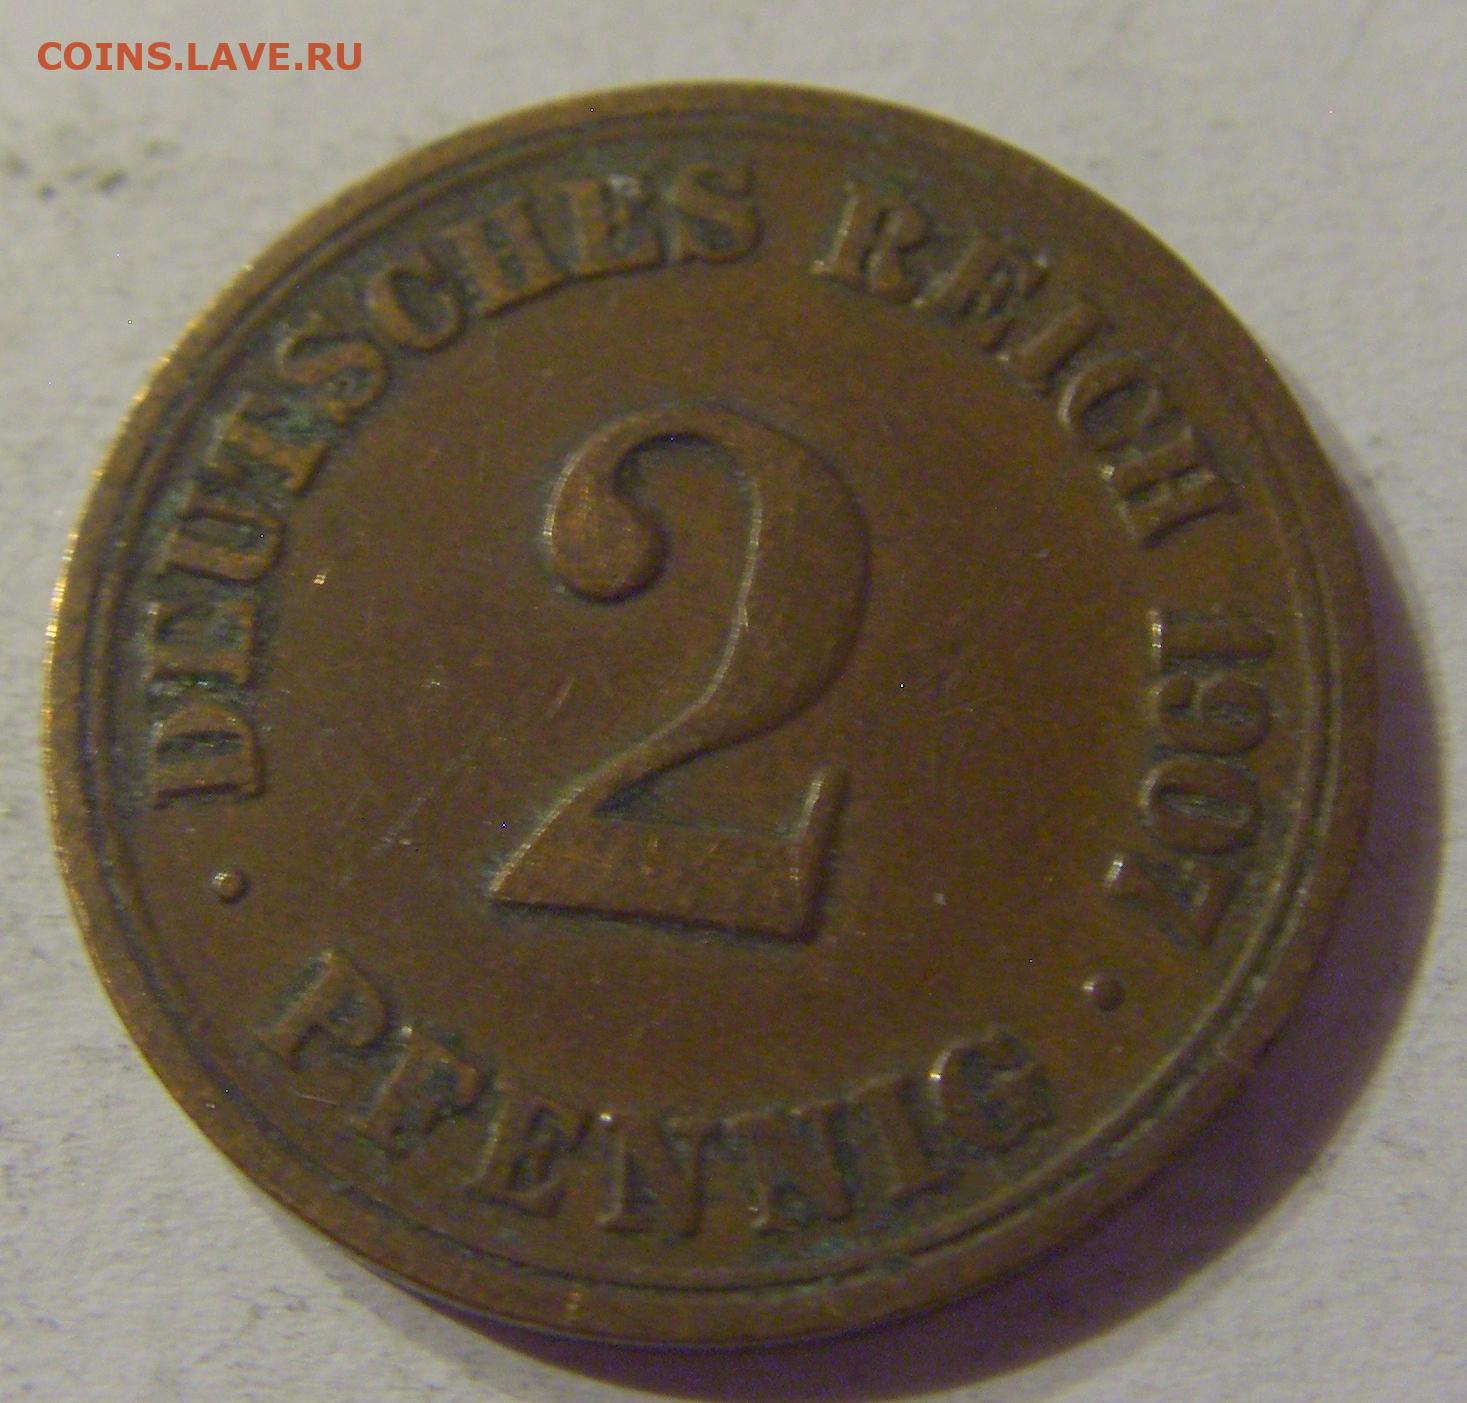 COINS.LAVE.RU
DEUTSCHES REICH 1907
2
· PFENNIG ·